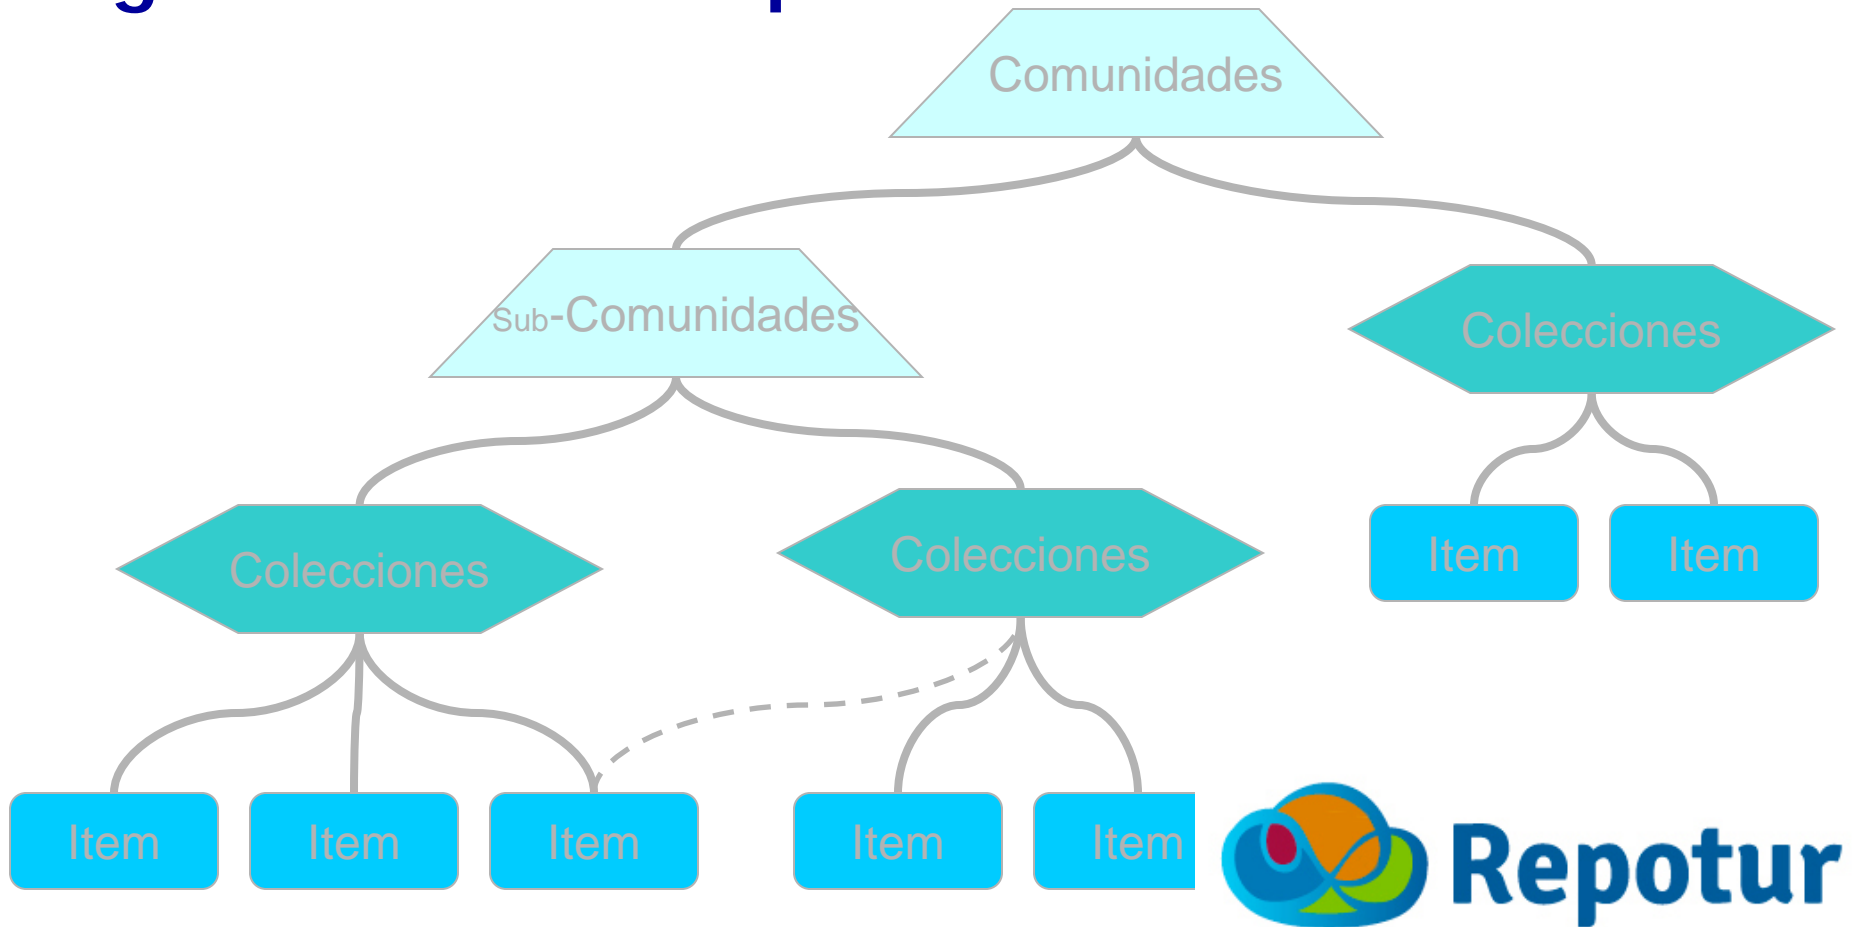 Comunidades
Sub-Comunidades
Colecciones
Colecciones
Colecciones
Item
Item
Item
Item
Item
Item
Item
Repotur